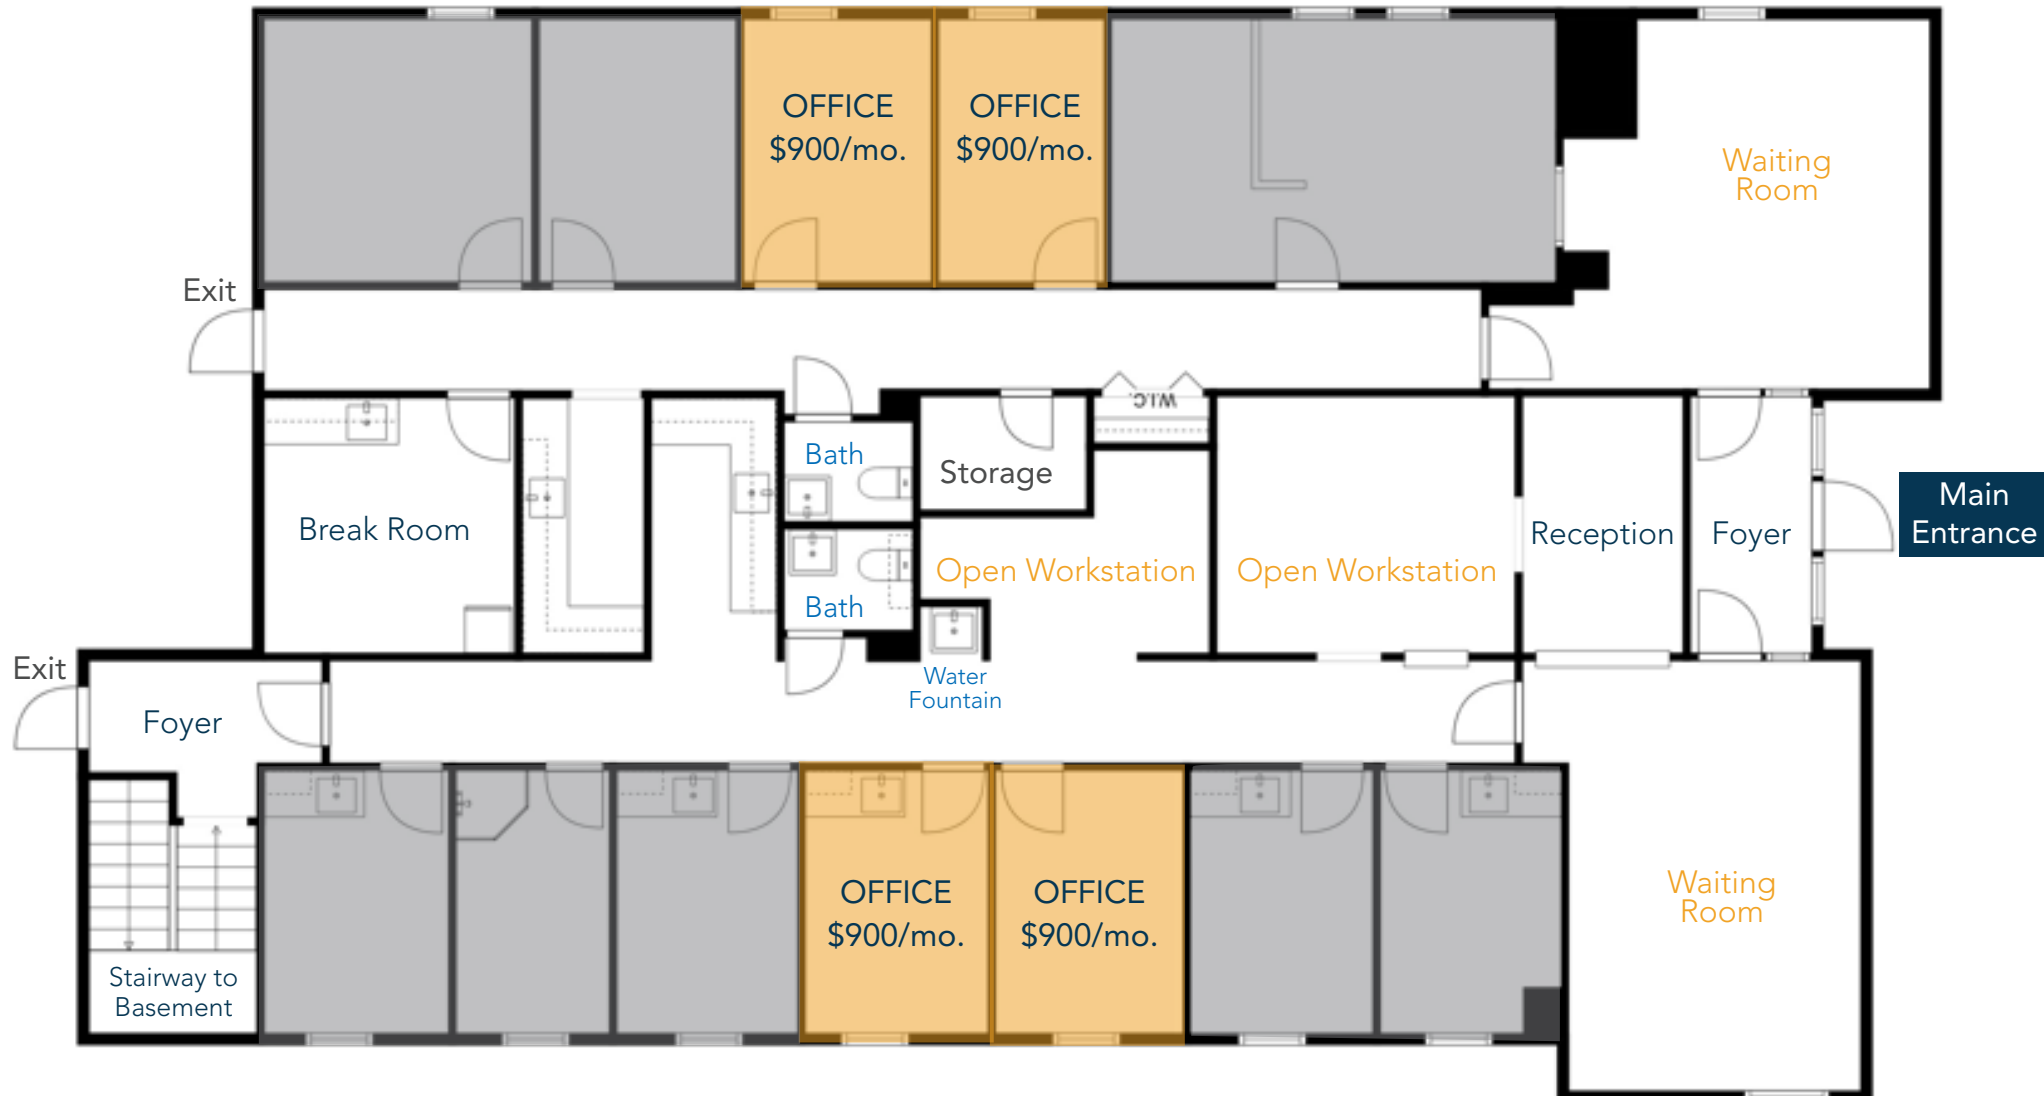 OFFICE
$900/mo.
OFFICE
$900/mo.
Waiting
Room
Exit
W.I.C.
Bath
Storage
Break Room
Open Workstation
Open Workstation
Reception
Foyer
Main
Entrance
Bath
Exit
Water
Fountain
Foyer
OFFICE
$900/mo.
OFFICE
$900/mo.
Waiting
Room
Stairway to
Basement